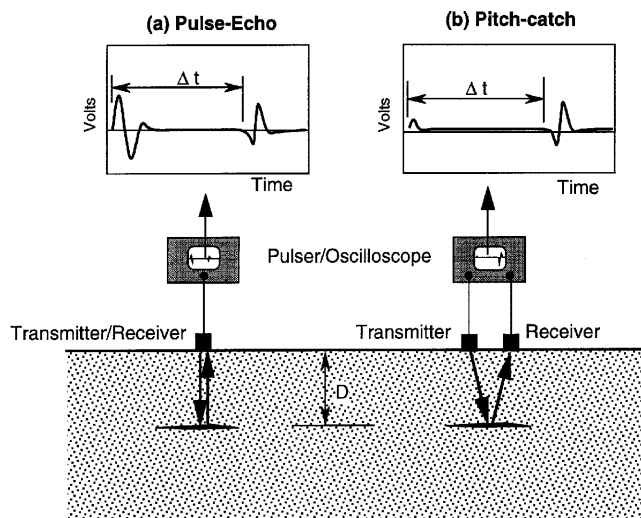 (a) Pulse-Echo
(b) Pitch-catch
Δ t
Volts
Time
Δ t
Volts
Time
Pulser/Oscilloscope
Transmitter/Receiver
Transmitter
Receiver
D